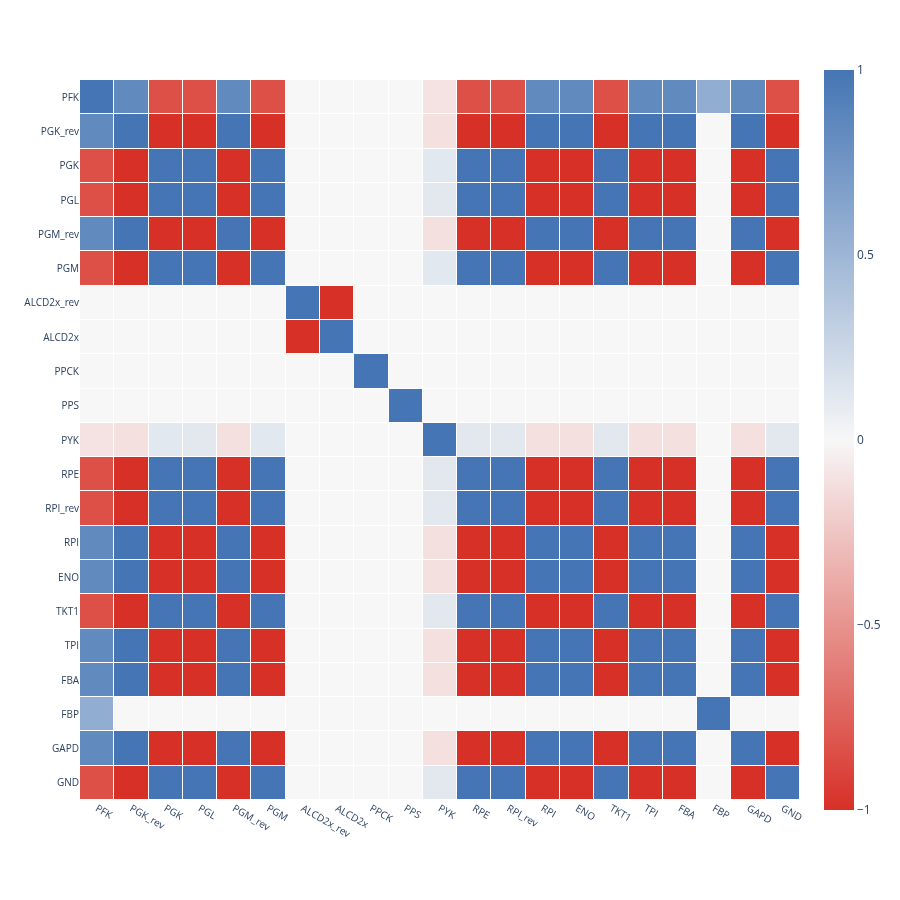 PFK
PGK_rev
PGK
PGL
PGM_rev
PGM
ALCD2x_rev
ALCD2x
PPCK
PPS
PYK
RPE
RPI_rev
RPI
ENO
TKT1
TPI
FBA
FBP
GAPD
GND
PFK PGK_rev PGK PGL PGM_rev PGM ALCD2x_rev ALCD2x PPCK PPS PYK RPE RPI_rev RPI ENO TKT1 TPI FBA FBP GAPD GND
1
0.5
0
−0.5
−1